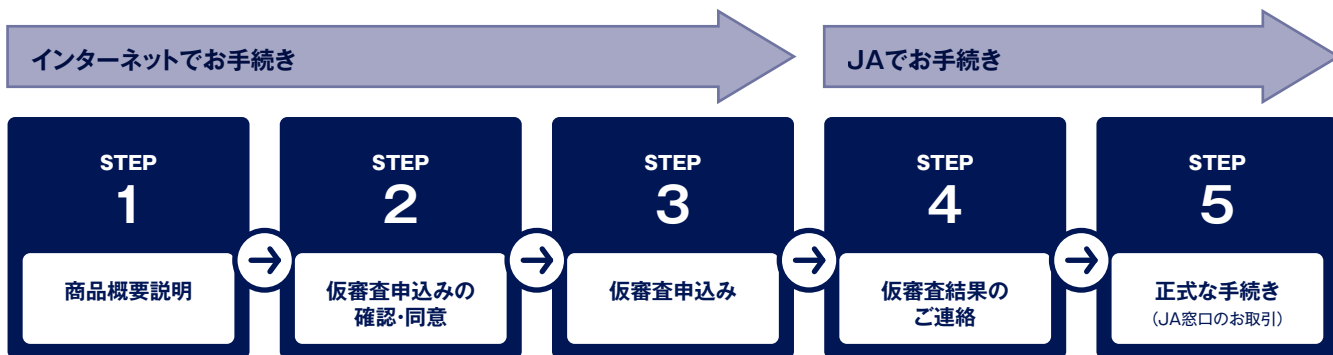 インターネットでお手続き
JAでお手続き
STEP
1
商品概要説明
STEP
2
仮審査申込みの
確認・同意
STEP
3
仮審査申込み
STEP
4
仮審査結果の
ご連絡
STEP
5
正式な手続き
(JA窓口のお取引)